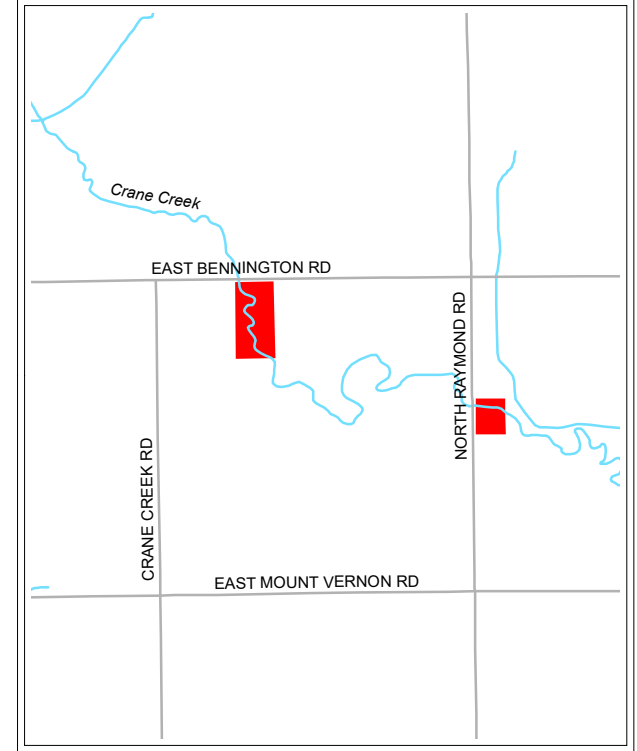 Crane Creek
EAST BENNINGTON RD
NORTH RAYMOND RD
CRANE CREEK RD
EAST MOUNT VERNON RD